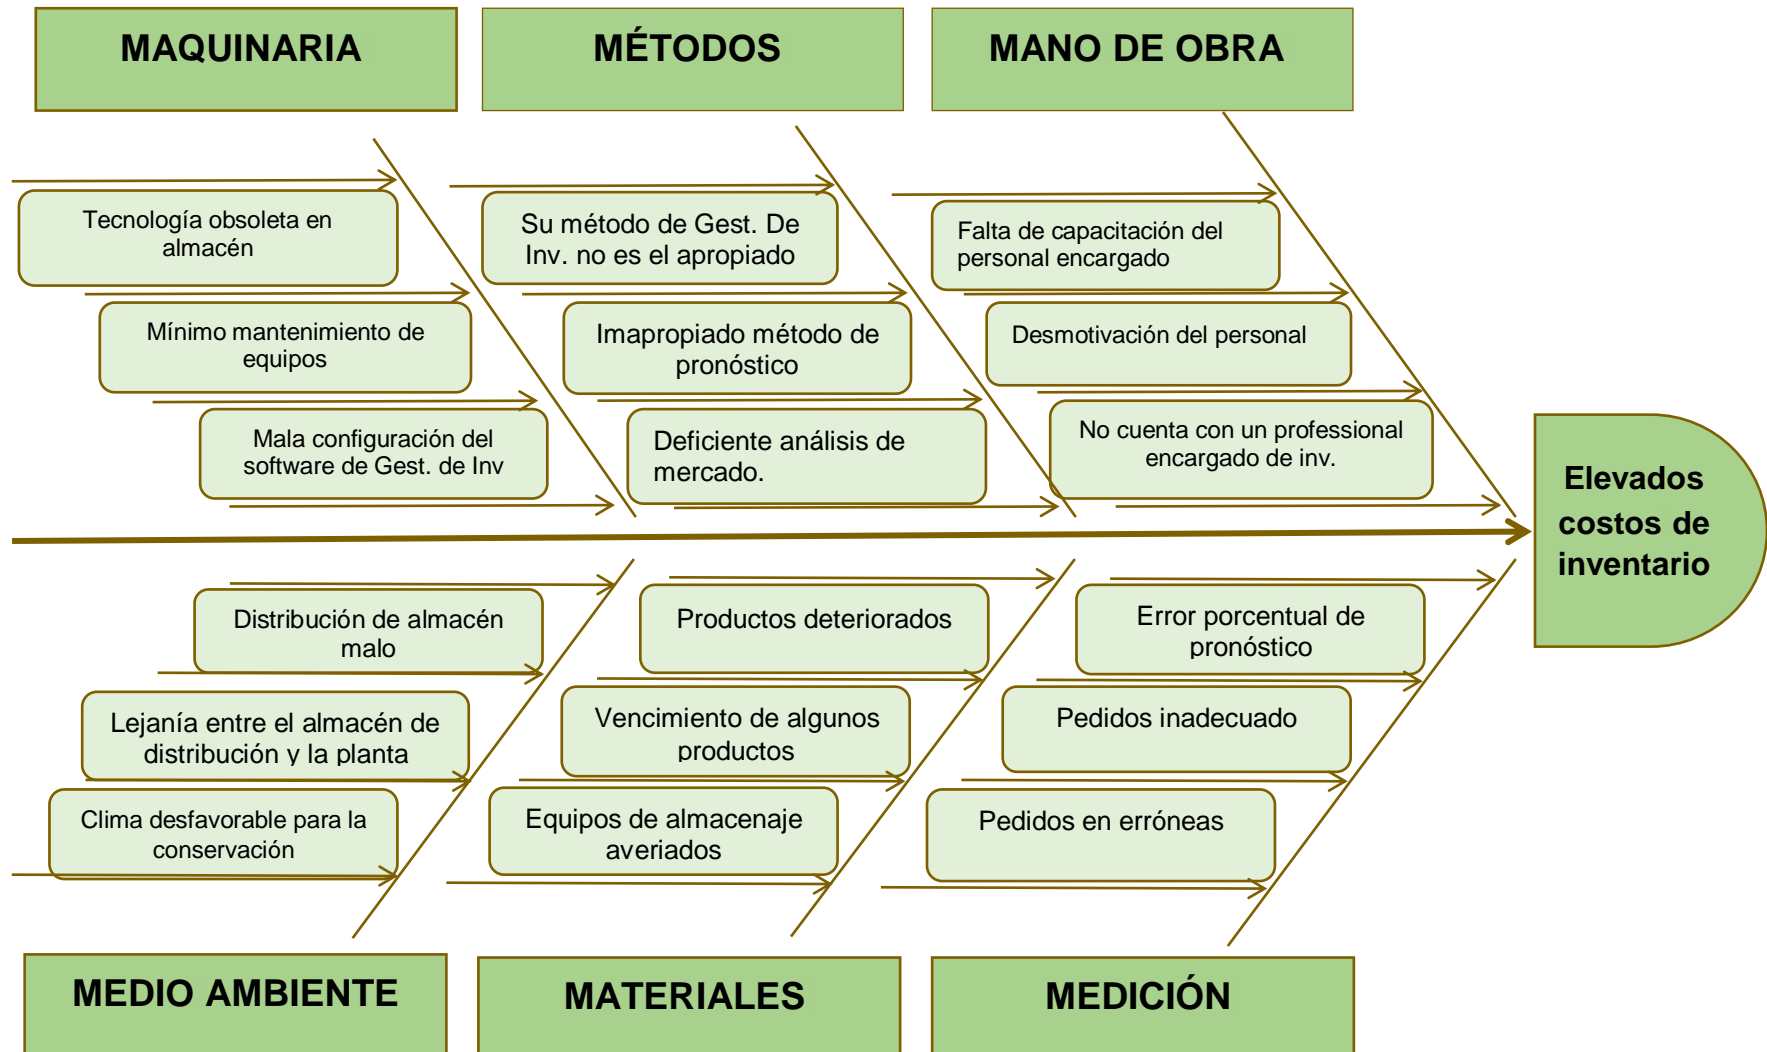 MAQUINARIA
MÉTODOS
MANO DE OBRA
Tecnología obsoleta en
almacén
Mínimo mantenimiento de
equipos
Mala configuración del
software de Gest. de Inv
Su método de Gest. De
Inv. no es el apropiado
Imapropiado método de
pronóstico
Deficiente análisis de
mercado.
Falta de capacitación del
personal encargado
Desmotivación del personal
No cuenta con un professional
encargado de inv.
Elevados
costos de
inventario
Distribución de almacén
malo
Lejanía entre el almacén de
distribución y la planta
Clima desfavorable para la
conservación
Productos deteriorados
Vencimiento de algunos
productos
Equipos de almacenaje
averiados
Error porcentual de
pronóstico
Pedidos inadecuado
Pedidos en erróneas
MEDIO AMBIENTE
MATERIALES
MEDICIÓN